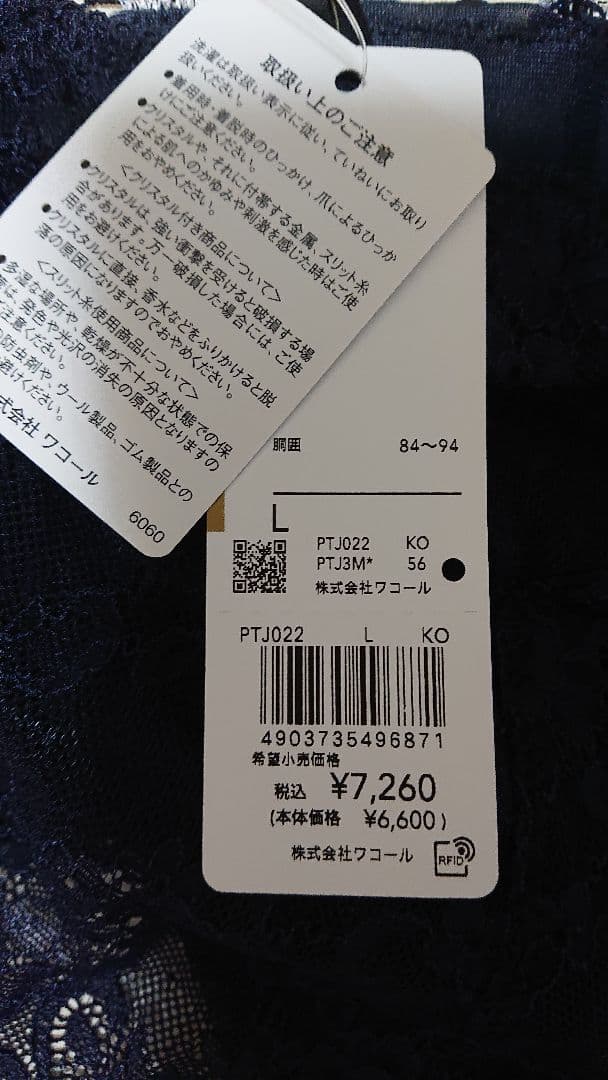 取扱い上のご注意
洗濯は取扱い表示に従い、ていねいにお取り
扱いください。
●着用時・着脱時のひっかけ、爪によるひっか
けにご注意ください。
●クリスタルや、それに付帯する金属、スリット糸
による肌へのかゆみや刺激を感じた時はご使
用をおやめください。
<クリスタル付き商品について>
●クリスタルは、強い衝撃を受けると破損する場
合があります。万一破損した場合には、ご使
用をお避けください。
●クリスタルに直接、香水などをふりかけると脱
落の原因になりますのでおやめください。
<スリット糸使用商品について>
多湿な場所や、乾燥が不十分な状態での保
管は、発色や光沢の消失の原因となりますの
注意ください。
防虫剤や、ウール製品、ゴム製品との
避けください。
式会社 ワコール
6060
胴囲 84〜94
L
PTJ022 KO
PTJ3M* 56
株式会社ワコール
PTJ022 L KO
4903735496871
希望小売価格
税込 ¥7,260
(本体価格 ¥6,600)
株式会社ワコール
RFID